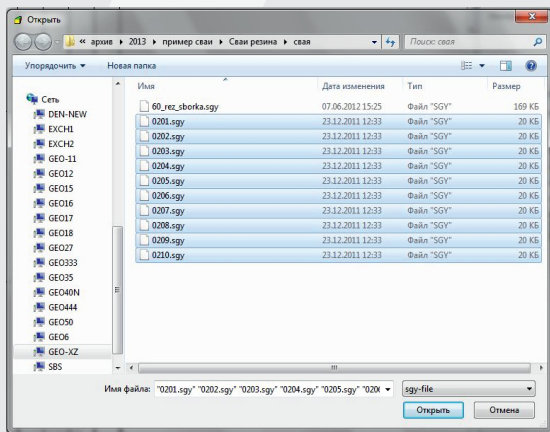 Открыть
« архив ▸ 2013 ▸ пример сваи ▸ Сваи резина ▸ свая
Поиск: свая
Упорядочить Новая папка
Имя Дата изменения Тип Размер
Сеть
DEN-NEW
EXCH1
EXCH2
GEO-11
GEO12
GEO15
GEO16
GEO17
GEO18
GEO27
GEO333
GEO35
GEO40N
GEO444
GEO50
GEO6
GEO-XZ
SBS
60_rez_sborka.sgy 07.06.2012 15:25 Файл "SGY" 169 КБ
0201.sgy 23.12.2011 12:33 Файл "SGY" 20 КБ
0202.sgy 23.12.2011 12:33 Файл "SGY" 20 КБ
0203.sgy 23.12.2011 12:33 Файл "SGY" 20 КБ
0204.sgy 23.12.2011 12:33 Файл "SGY" 20 КБ
0205.sgy 23.12.2011 12:33 Файл "SGY" 20 КБ
0206.sgy 23.12.2011 12:33 Файл "SGY" 20 КБ
0207.sgy 23.12.2011 12:33 Файл "SGY" 20 КБ
0208.sgy 23.12.2011 12:33 Файл "SGY" 20 КБ
0209.sgy 23.12.2011 12:33 Файл "SGY" 20 КБ
0210.sgy 23.12.2011 12:33 Файл "SGY" 20 КБ
Имя файла: "0201.sgy" "0202.sgy" "0203.sgy" "0204.sgy" "0205.sgy" "020
sgy-file
Открыть Отмена